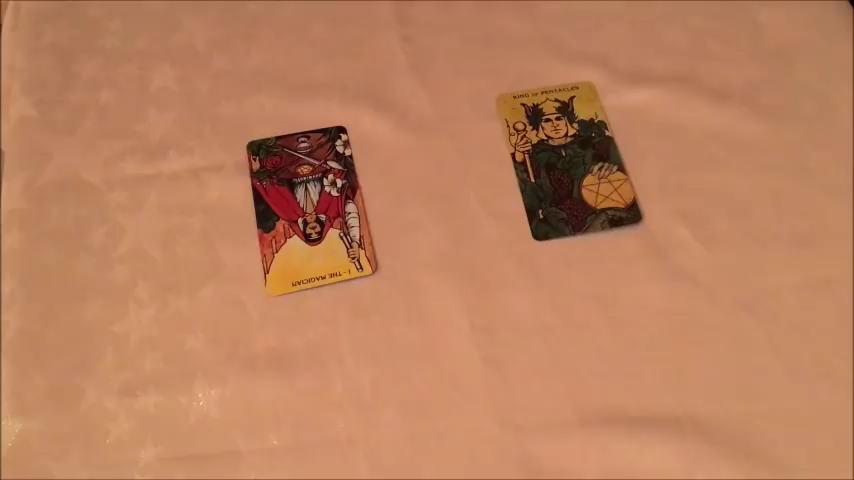 KING OF PENTACLES
I - THE MAGICIAN